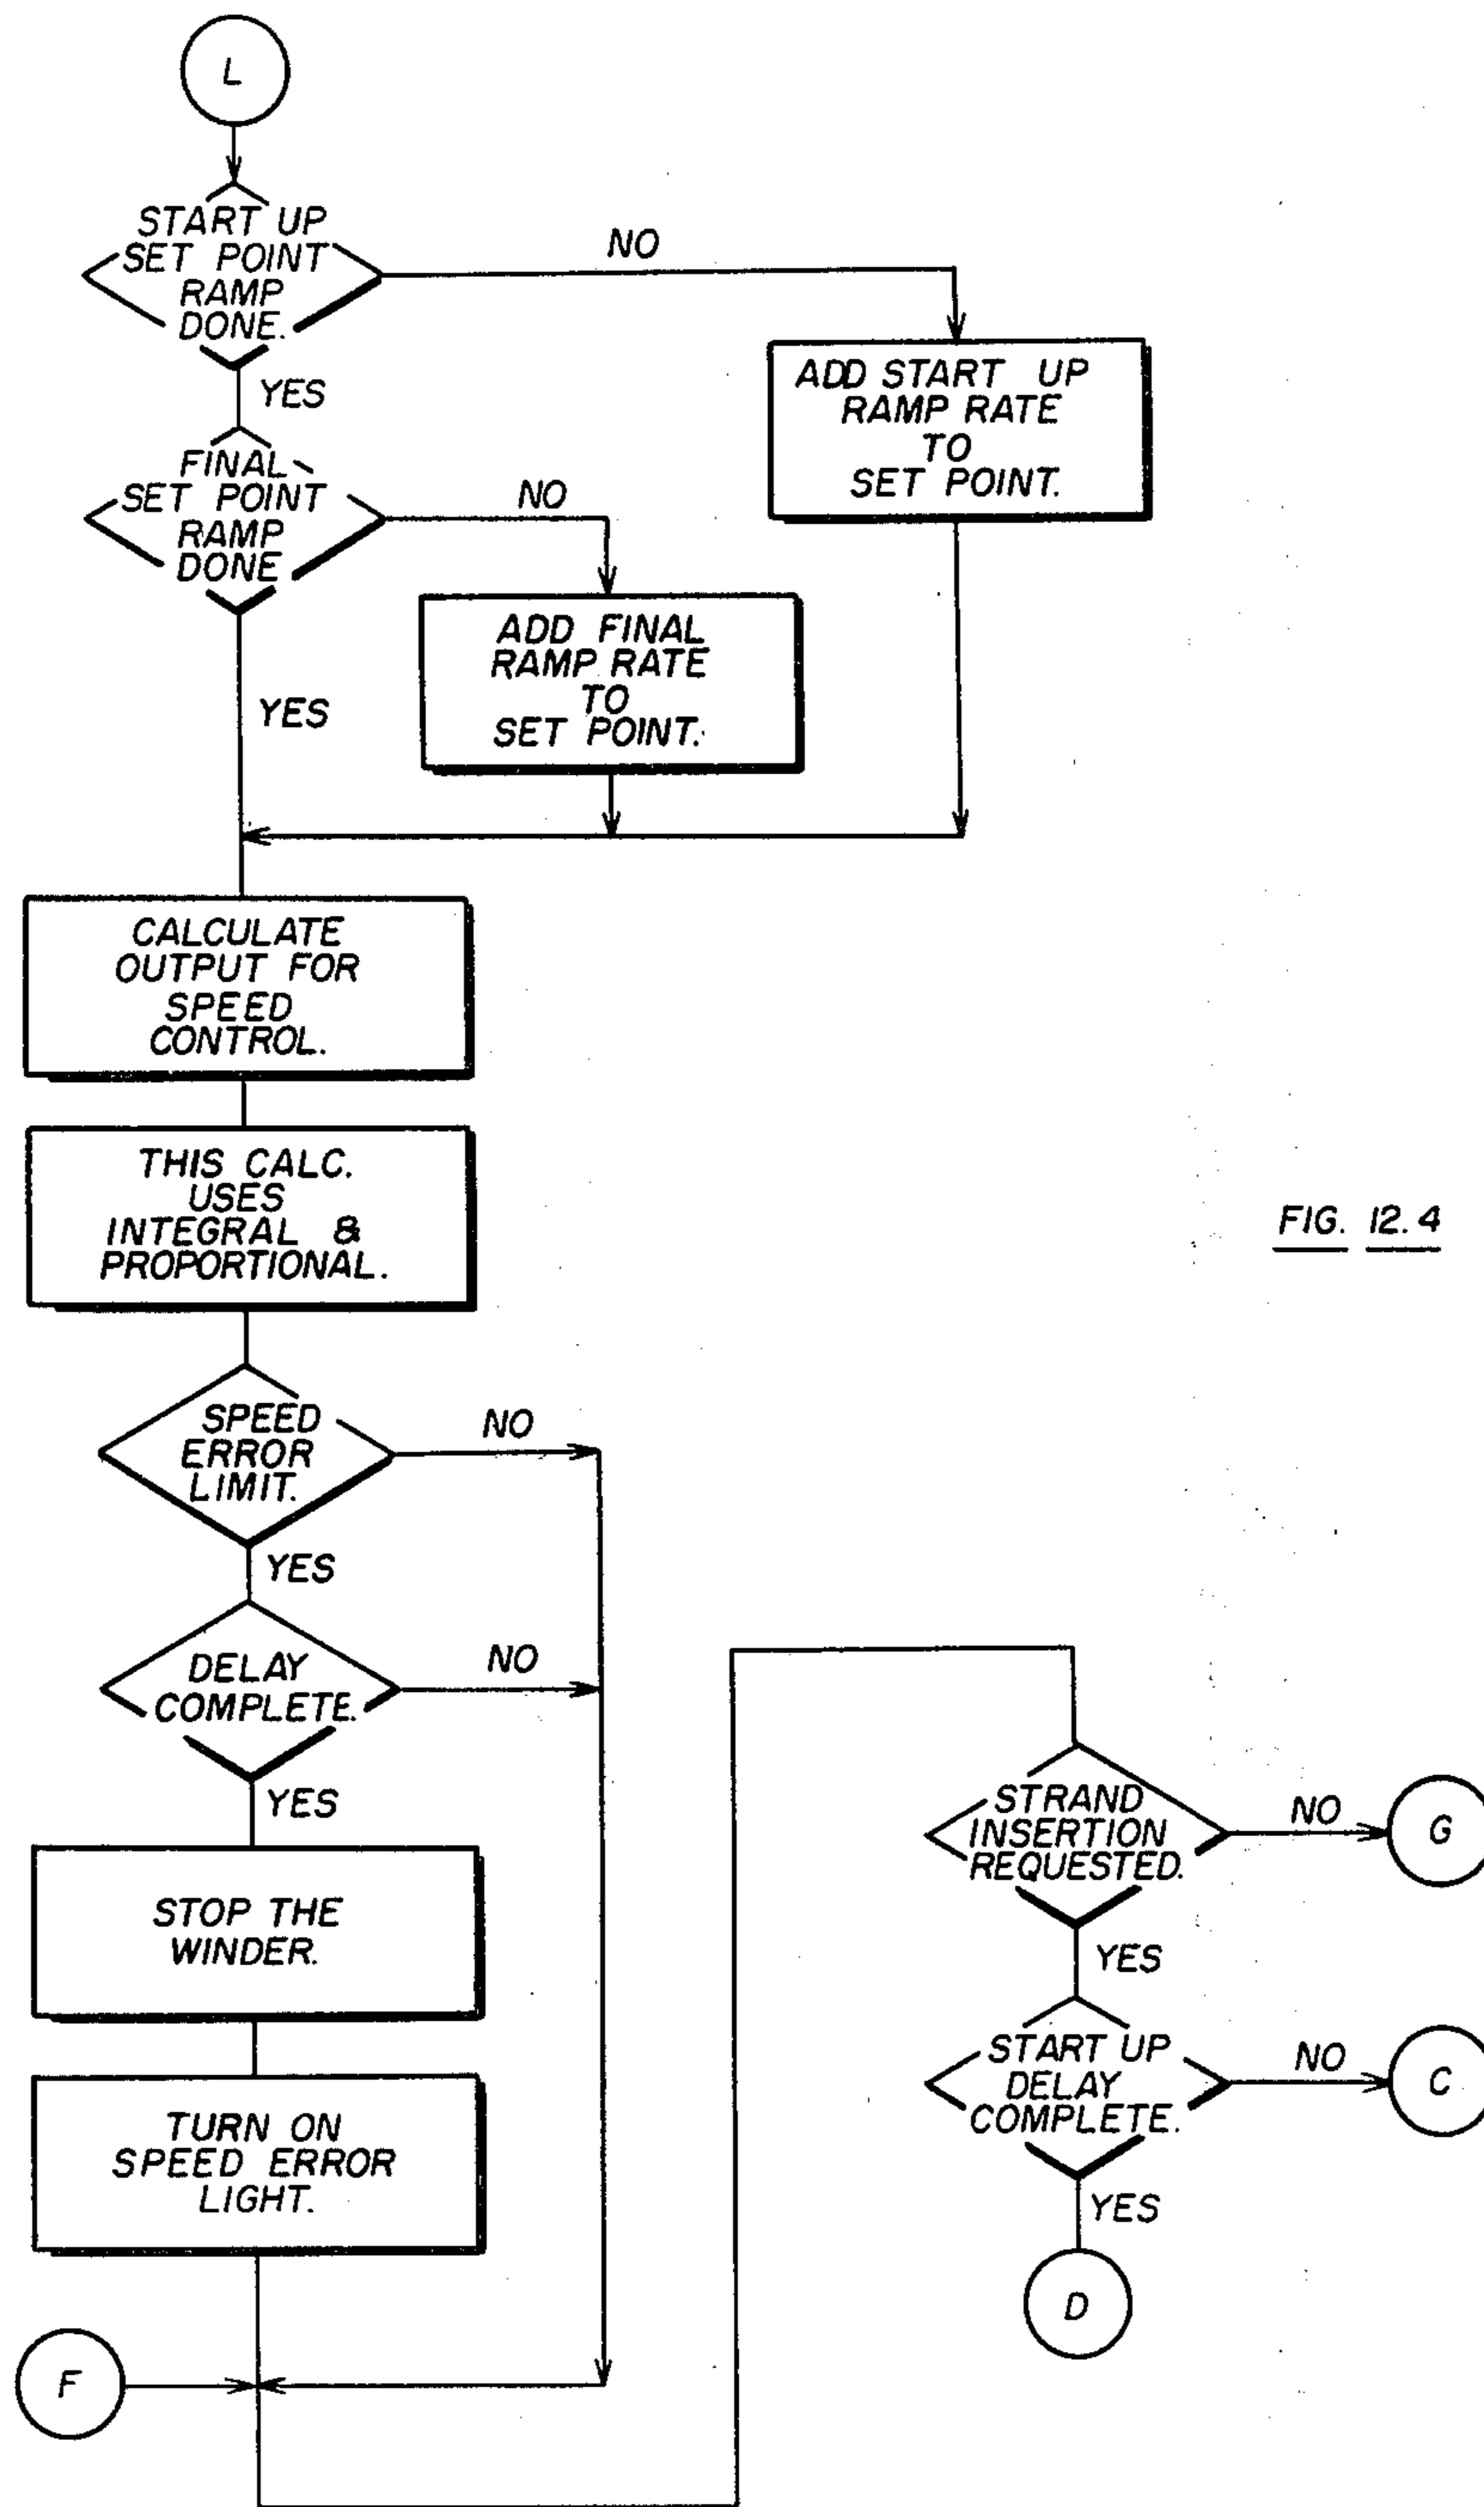 L
START UP
SET POINT
RAMP
DONE.
NO
YES
ADD START UP
RAMP RATE
TO
SET POINT.
FINAL
SET POINT
RAMP
DONE
NO
YES
ADD FINAL
RAMP RATE
TO
SET POINT.
CALCULATE
OUTPUT FOR
SPEED
CONTROL.
THIS CALC.
USES
INTEGRAL &
PROPORTIONAL.
FIG. 12.4
SPEED
ERROR
LIMIT.
NO
YES
DELAY
COMPLETE.
NO
YES
STOP THE
WINDER.
TURN ON
SPEED ERROR
LIGHT.
F
STRAND
INSERTION
REQUESTED.
NO
G
YES
START UP
DELAY
COMPLETE.
NO
C
YES
D